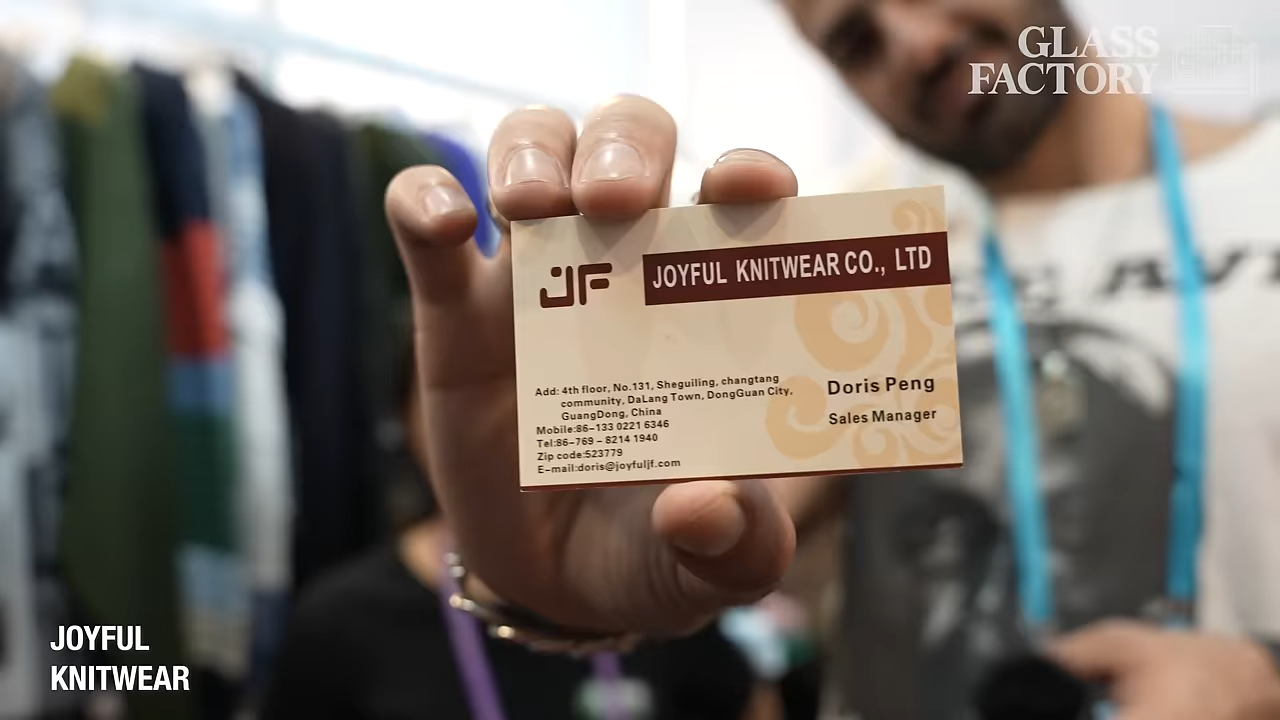 GLASS
FACTORY
JF
JOYFUL KNITWEAR CO., LTD
Add: 4th floor, No.131, Sheguiling, changtang
community, DaLang Town, DongGuan City,
GuangDong, China
Mobile:86-133 0221 6346
Tel:86-769 - 8214 1940
Zip code:523779
E-mail:doris@joyfuljf.com
Doris Peng
Sales Manager
JOYFUL
KNITWEAR